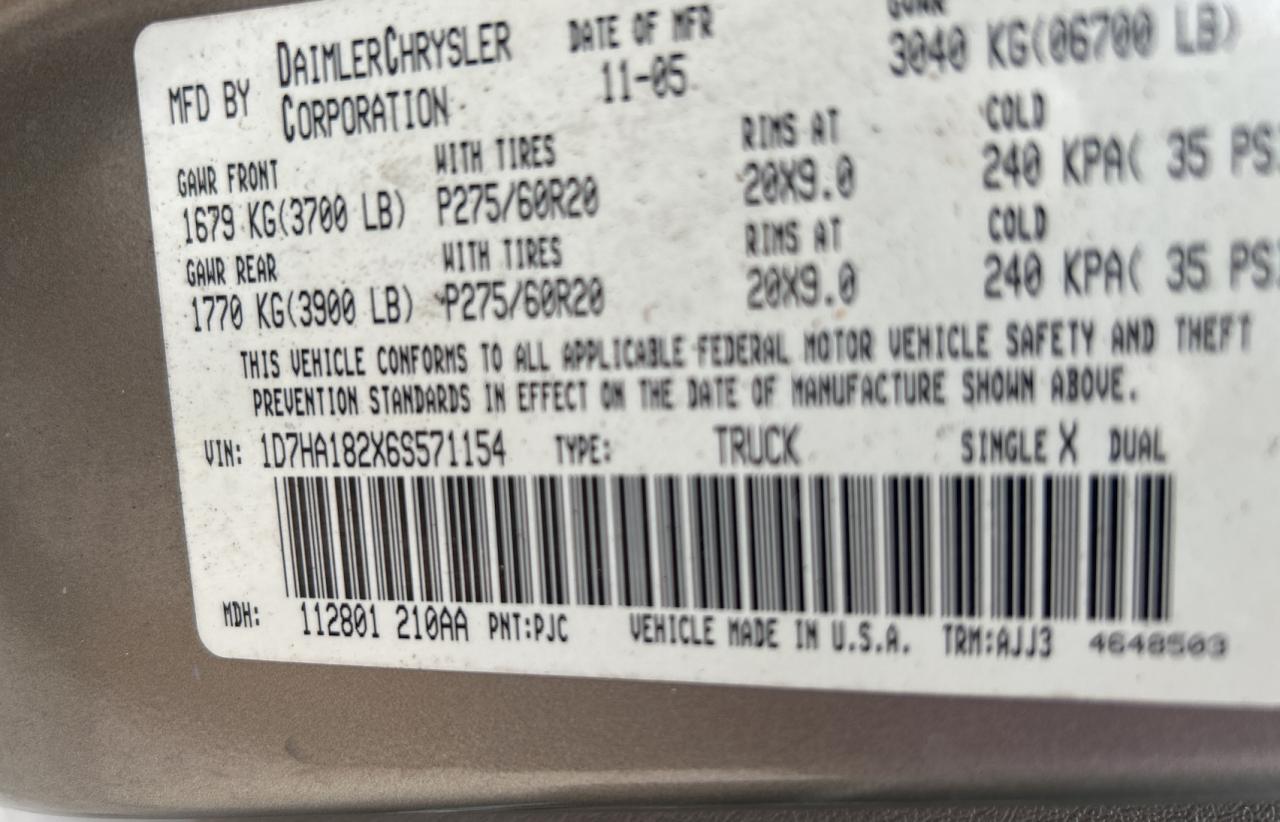 MFD BY DAIMLERCHRYSLER CORPORATION DATE OF MFR 11-05 GVWR 3040 KG(06700 LB)
GAWR FRONT WITH TIRES RIMS AT COLD
1679 KG(3700 LB) P275/60R20 20X9.0 240 KPA( 35 PSI
GAWR REAR WITH TIRES RIMS AT COLD
1770 KG(3900 LB) P275/60R20 20X9.0 240 KPA( 35 PSI
THIS VEHICLE CONFORMS TO ALL APPLICABLE FEDERAL MOTOR VEHICLE SAFETY AND THEFT
PREVENTION STANDARDS IN EFFECT ON THE DATE OF MANUFACTURE SHOWN ABOVE.
VIN: 1D7HA182X6S571154 TYPE: TRUCK SINGLE X DUAL
MDH: 112801 210AA PNT:PJC VEHICLE MADE IN U.S.A. TRM:AJJ3 4648503